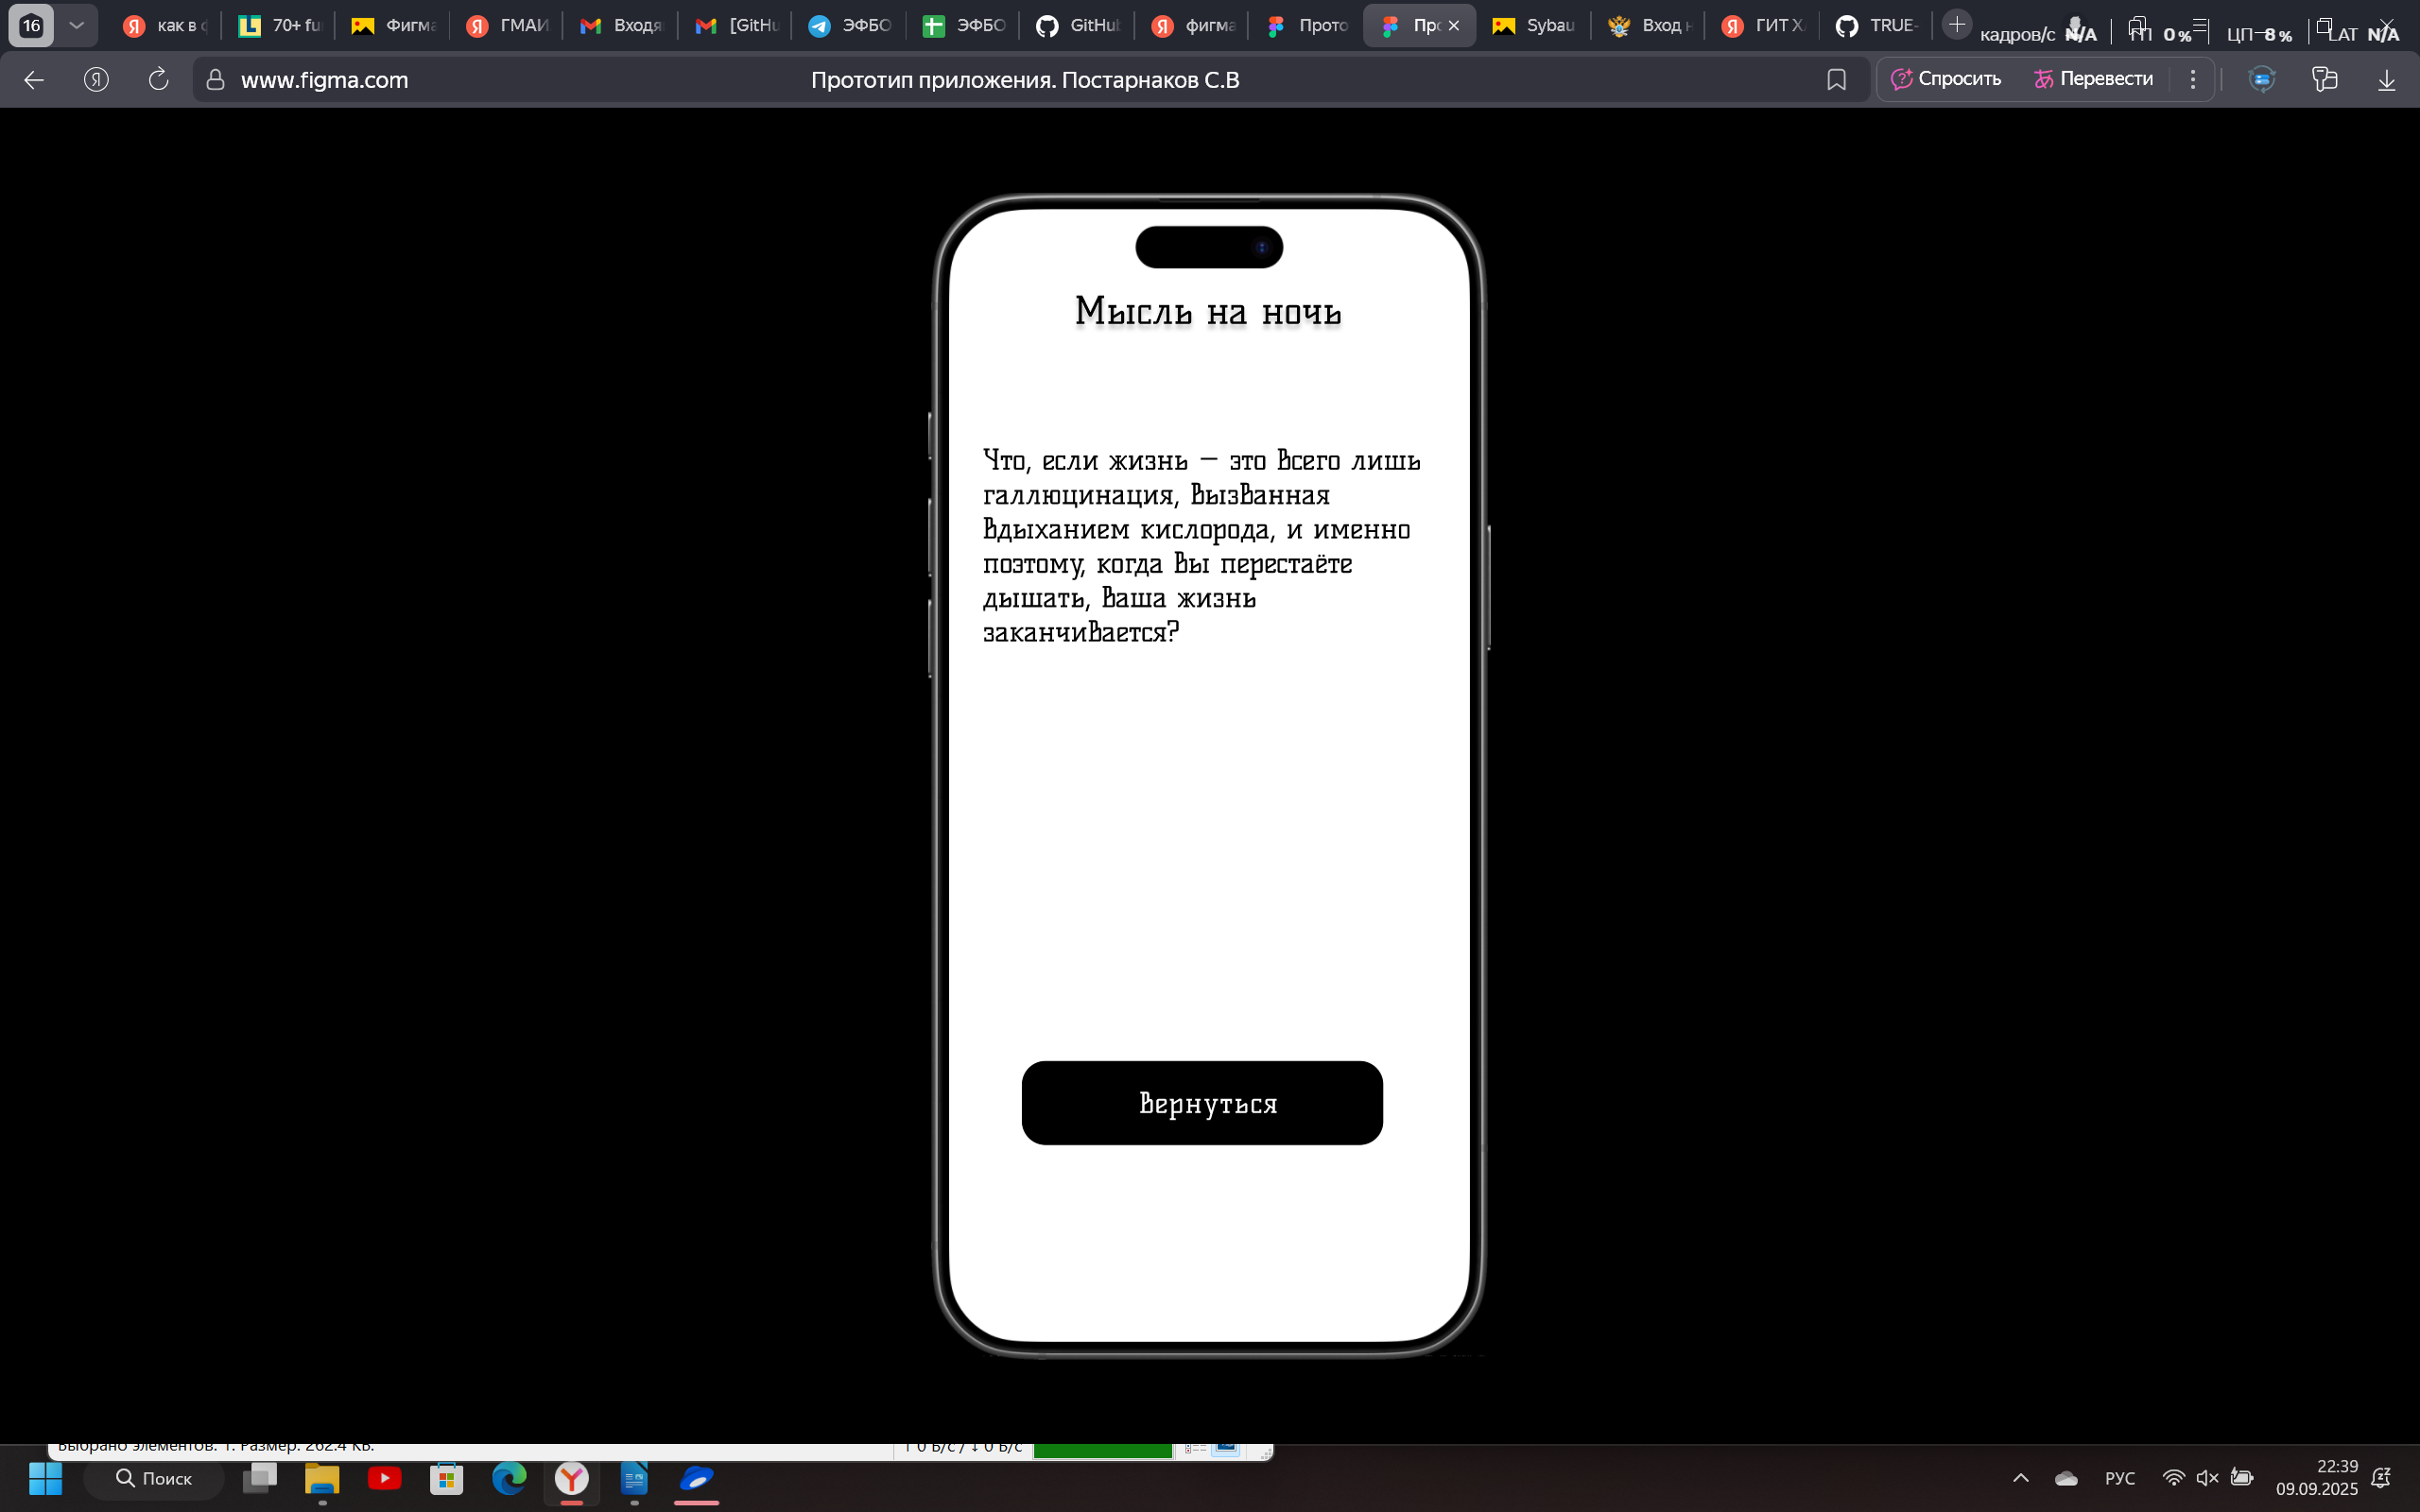 16
как в ф
70+ fu
Фигма
ГМАИ
Входя
[GitHu
ЭФБО
ЭФБО
GitHub
фигма
Прото
Про
Sybau
Вход н
ГИТ Х
TRUE-
кадров/с N/A
ГП 0 %
ЦП 8 %
LAT N/A
www.figma.com
Прототип приложения. Постарнаков С.В
Спросить
Перевести
Мысль на ночь
Что, если жизнь — это всего лишь
галлюцинация, вызванная
вдыханием кислорода, и именно
поэтому, когда вы перестаёте
дышать, ваша жизнь
заканчивается?
Вернуться
Выбрано элементов: 1. Размер: 262.4 КБ.
↑ 0 Б/с / ↓ 0 Б/с
Поиск
РУС
22:39
09.09.2025